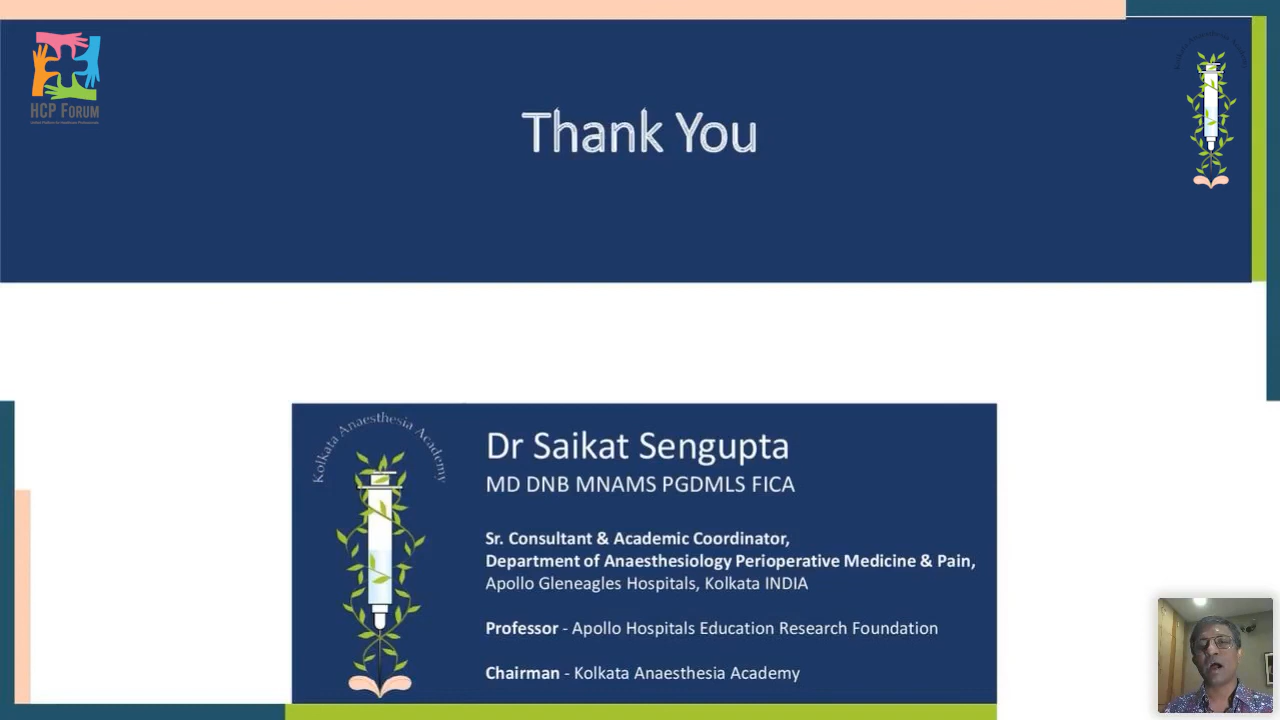 HCP FORUM
Thank You
Kolkata Anaesthesia Academy
Dr Saikat Sengupta
MD DNB MNAMS PGDMLS FICA
Sr. Consultant & Academic Coordinator,
Department of Anaesthesiology Perioperative Medicine & Pain,
Apollo Gleneagles Hospitals, Kolkata INDIA
Professor - Apollo Hospitals Education Research Foundation
Chairman - Kolkata Anaesthesia Academy